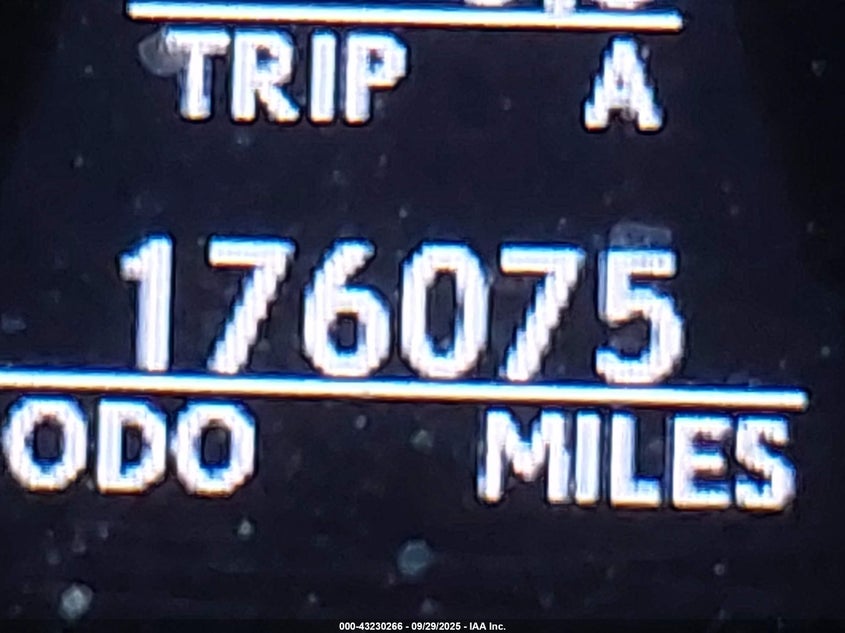 TRIP A
176075
ODO MILES
000-43230266 - 09/29/2025 - IAA Inc.